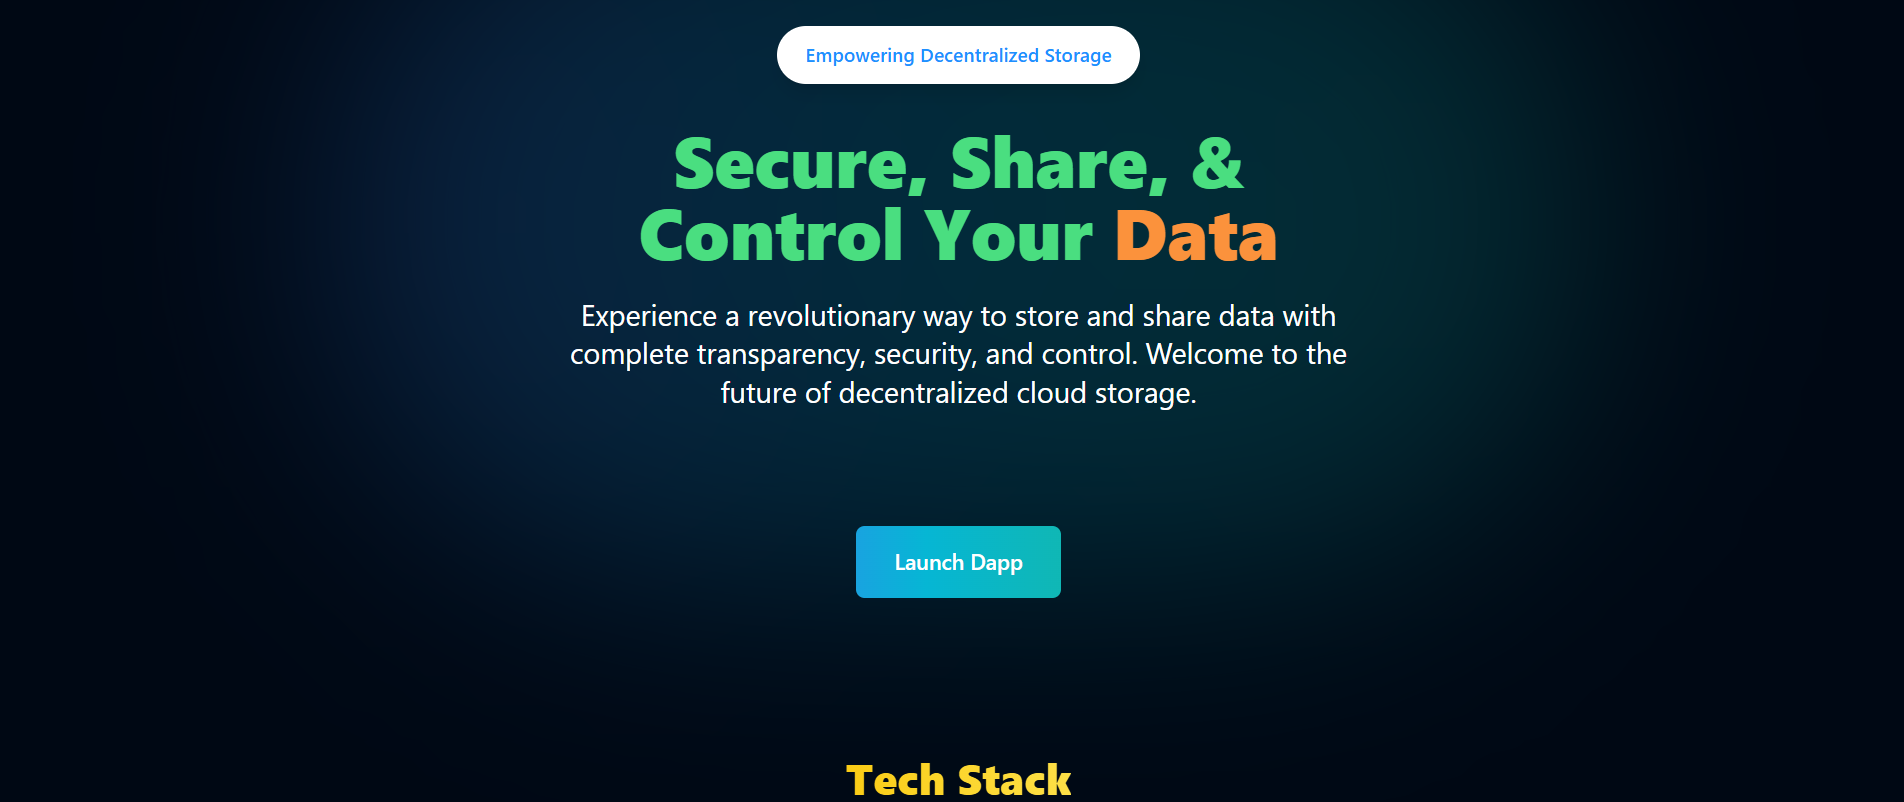 Empowering Decentralized Storage
Secure, Share, &
Control Your Data
Experience a revolutionary way to store and share data with
complete transparency, security, and control. Welcome to the
future of decentralized cloud storage.
Launch Dapp
Tech Stack